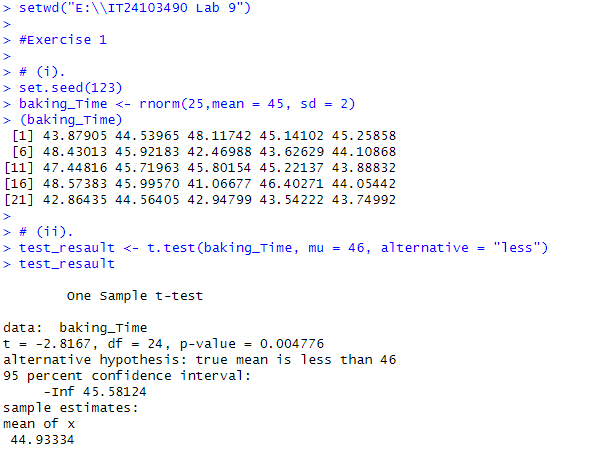 > setwd("E:\\IT24103490 Lab 9")
>
> #Exercise 1
>
> # (i).
> set.seed(123)
> baking_Time <- rnorm(25,mean = 45, sd = 2)
> (baking_Time)
[1] 43.87905 44.53965 48.11742 45.14102 45.25858
[6] 48.43013 45.92183 42.46988 43.62629 44.10868
[11] 47.44816 45.71963 45.80154 45.22137 43.88832
[16] 48.57383 45.99570 41.06677 46.40271 44.05442
[21] 42.86435 44.56405 42.94799 43.54222 43.74992
>
> # (ii).
> test_resault <- t.test(baking_Time, mu = 46, alternative = "less")
> test_resault
One Sample t-test
data:  baking_Time
t = -2.8167, df = 24, p-value = 0.004776
alternative hypothesis: true mean is less than 46
95 percent confidence interval:
-Inf 45.58124
sample estimates:
mean of x
44.93334